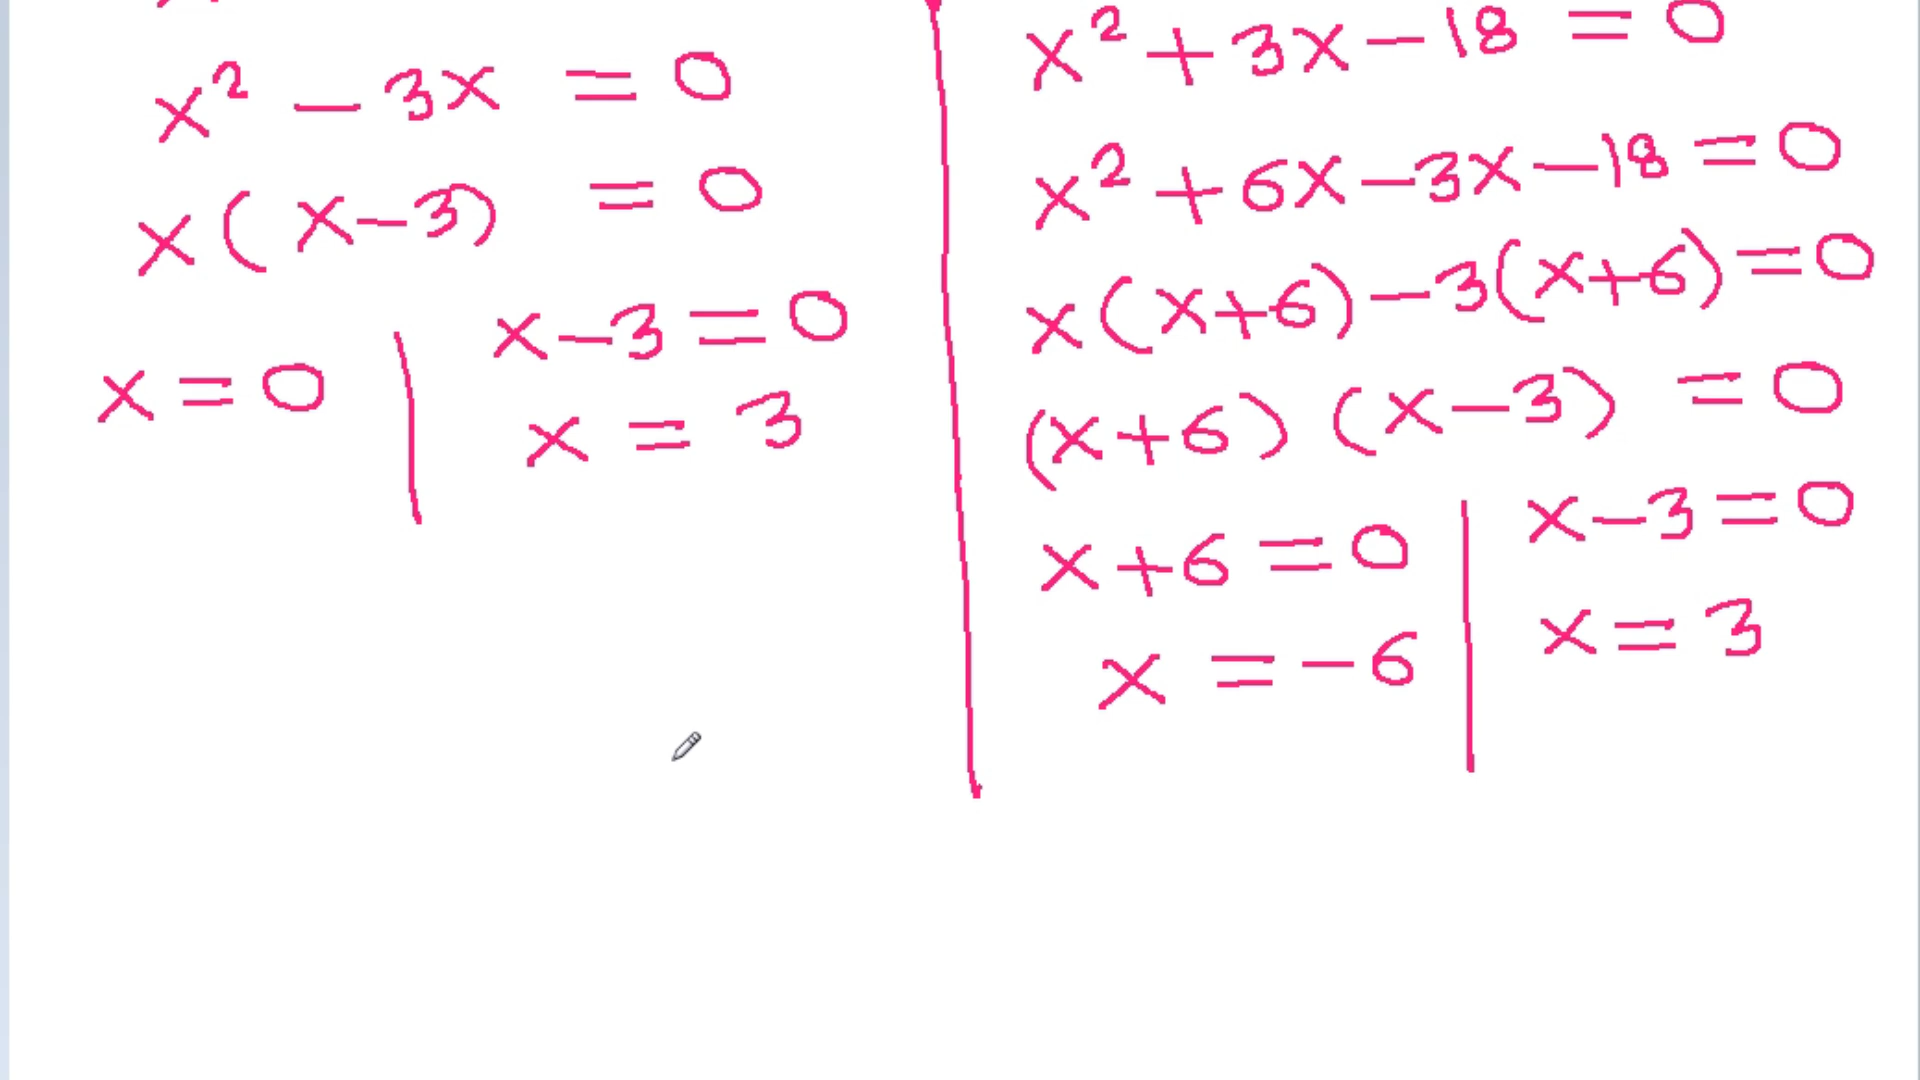 x² - 3x = 0
x(x-3) = 0
x = 0 | x-3=0
x = 3
x² + 3x - 18 = 0
x² + 6x - 3x - 18 = 0
x(x+6) - 3(x+6) = 0
(x+6) (x-3) = 0
x+6 = 0 | x-3=0
x = -6 | x = 3